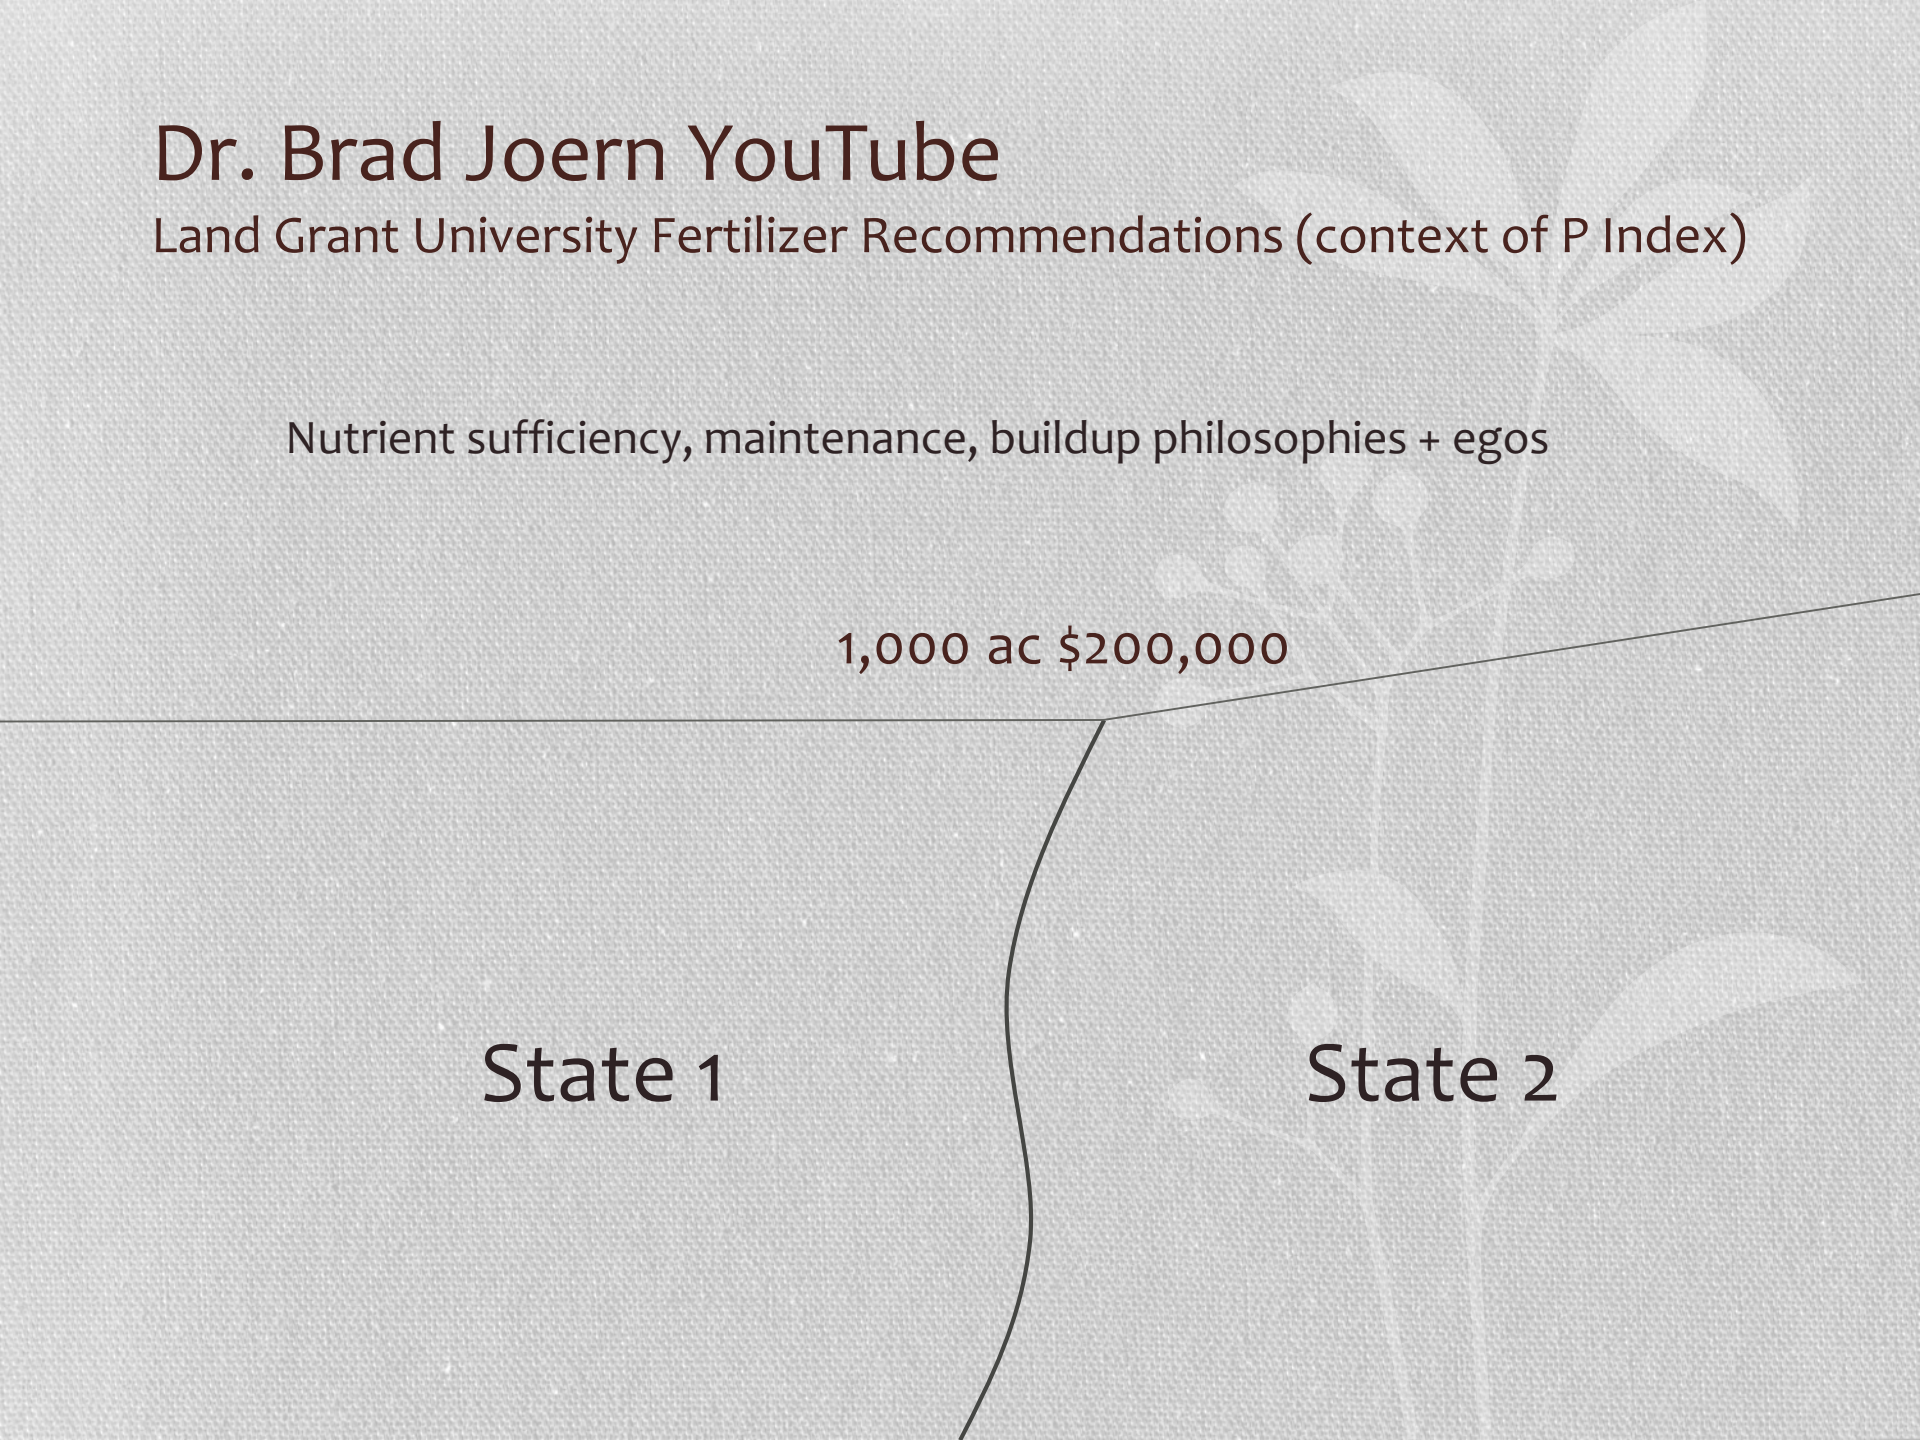 Dr. Brad Joern YouTube
Land Grant University Fertilizer Recommendations (context of P Index)
Nutrient sufficiency, maintenance, buildup philosophies + egos
1,000 ac $200,000
State 1
State 2